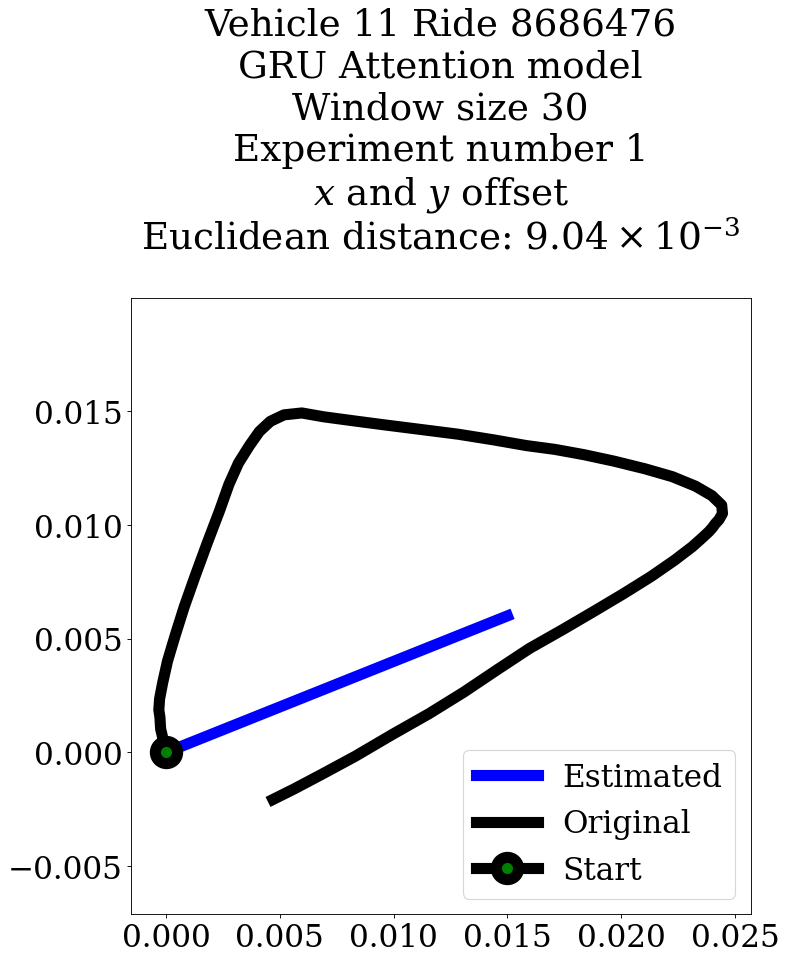 Vehicle 11 Ride 8686476
GRU Attention model
Window size 30
Experiment number 1
x and y offset
Euclidean distance: 9.04 × 10⁻³
0.015
0.010
0.005
0.000
−0.005
Estimated
Original
Start
0.000 0.005 0.010 0.015 0.020 0.025